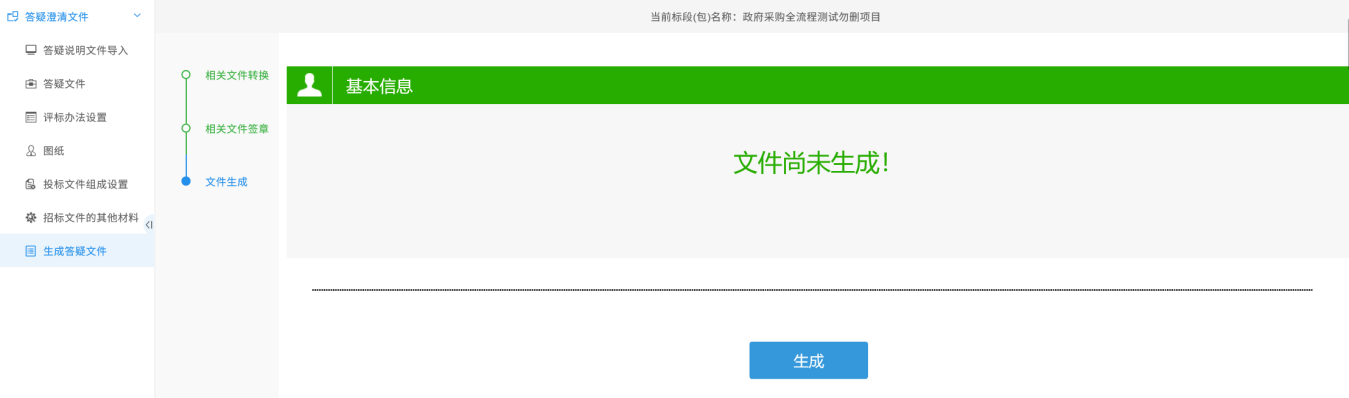 答疑澄清文件
当前标段(包)名称：政府采购全流程测试勿删项目
答疑说明文件导入
答疑文件
评标办法设置
图纸
投标文件组成设置
招标文件的其他材料
生成答疑文件
相关文件转换
相关文件签章
文件生成
基本信息
文件尚未生成！
生成